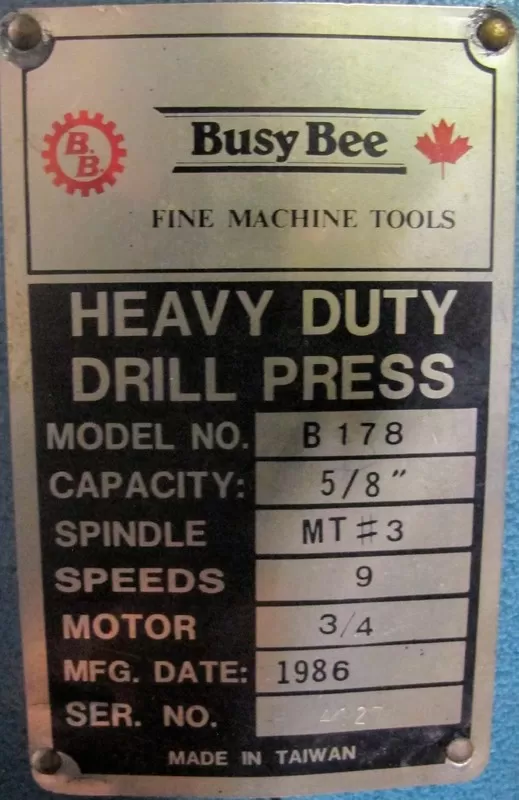 B.B.
Busy Bee
FINE MACHINE TOOLS
HEAVY DUTY
DRILL PRESS
MODEL NO. B 178
CAPACITY: 5/8"
SPINDLE MT#3
SPEEDS 9
MOTOR 3/4
MFG. DATE: 1986
SER. NO.
MADE IN TAIWAN